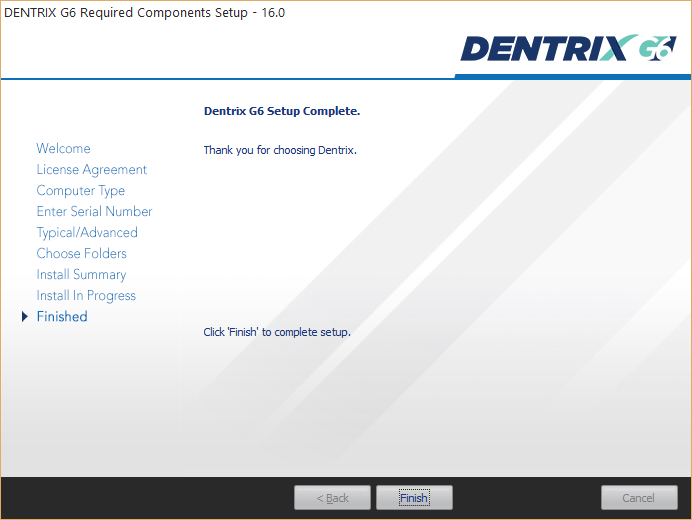 DENTRIX G6 Required Components Setup - 16.0
DENTRIX G6
Dentrix G6 Setup Complete.
Thank you for choosing Dentrix.
Welcome
License Agreement
Computer Type
Enter Serial Number
Typical/Advanced
Choose Folders
Install Summary
Install In Progress
Finished
Click 'Finish' to complete setup.
< Back
Finish
Cancel